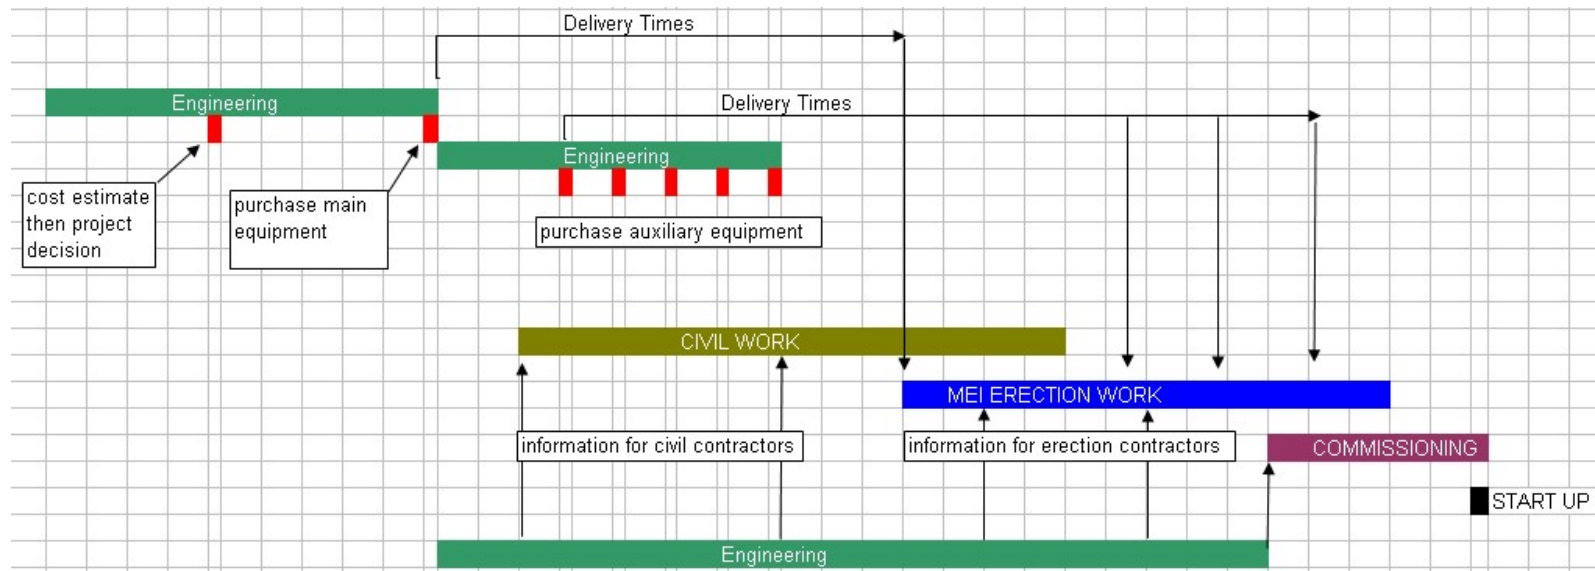 Delivery Times
Engineering
Delivery Times
Engineering
cost estimate
then project
decision
purchase main
equipment
purchase auxiliary equipment
CIVIL WORK
MEI ERECTION WORK
information for civil contractors
information for erection contractors
COMMISSIONING
START UP
Engineering